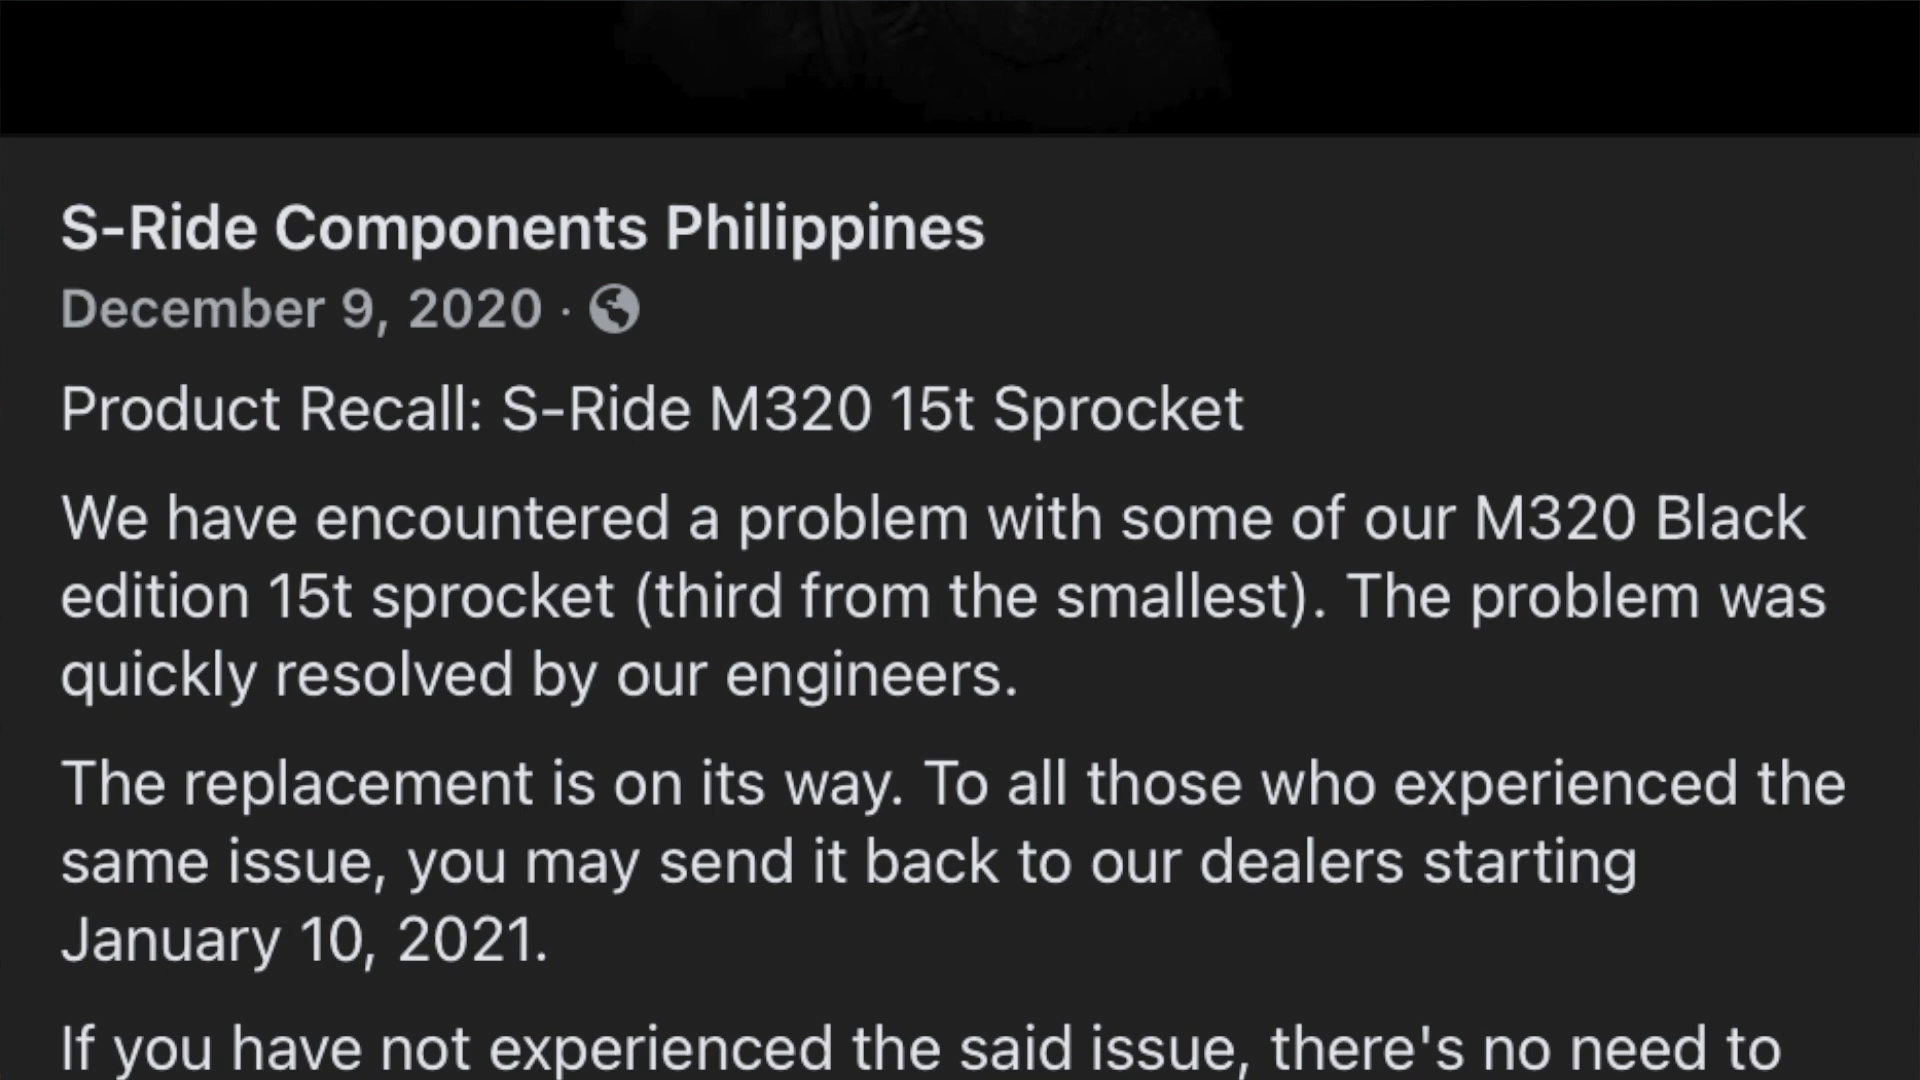 S-Ride Components Philippines
December 9, 2020 ·
Product Recall: S-Ride M320 15t Sprocket
We have encountered a problem with some of our M320 Black
edition 15t sprocket (third from the smallest). The problem was
quickly resolved by our engineers.
The replacement is on its way. To all those who experienced the
same issue, you may send it back to our dealers starting
January 10, 2021.
If you have not experienced the said issue, there's no need to